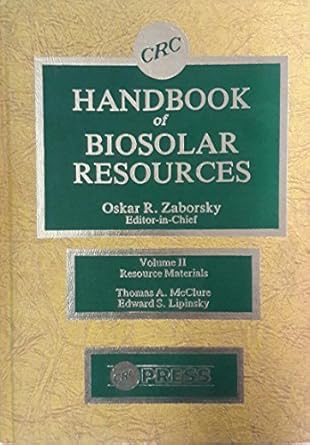 CRC
HANDBOOK
of
BIOSOLAR
RESOURCES
Oskar R. Zaborsky
Editor-in-Chief
Volume II
Resource Materials
Thomas A. McClure
Edward S. Lipinsky
CRC PRESS